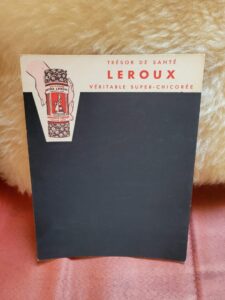 TRÉSOR DE SANTÉ
LEROUX
VÉRITABLE SUPER-CHICORÉE